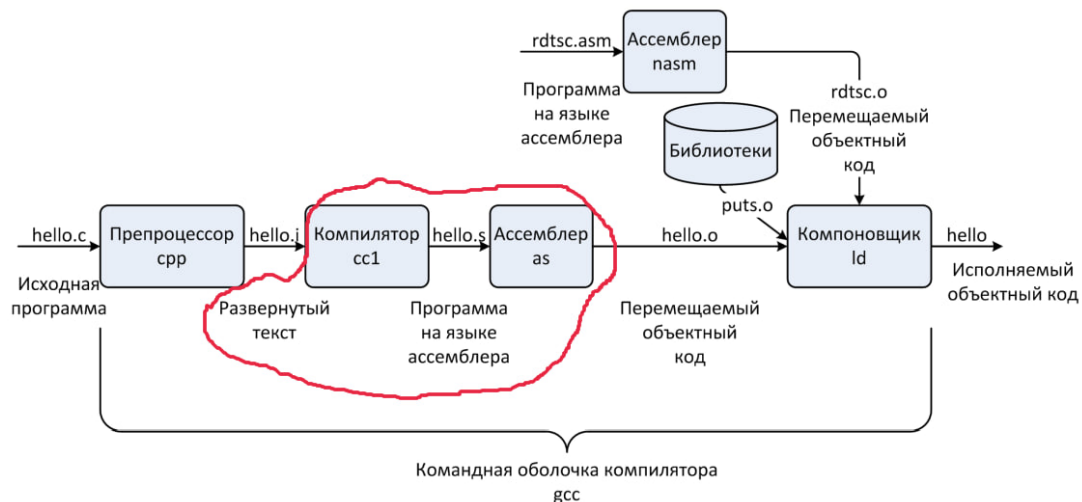 rdtsc.asm
Ассемблер
nasm
Программа
на языке
ассемблера
rdtsc.o
Перемещаемый
объектный
код
Библиотеки
puts.o
hello.c
Препроцессор
cpp
hello.i
Компилятор
cc1
hello.s
Ассемблер
as
hello.o
Компоновщик
ld
hello
Исходная
программа
Развернутый
текст
Программа
на языке
ассемблера
Перемещаемый
объектный
код
Исполняемый
объектный код
Командная оболочка компилятора
gcc